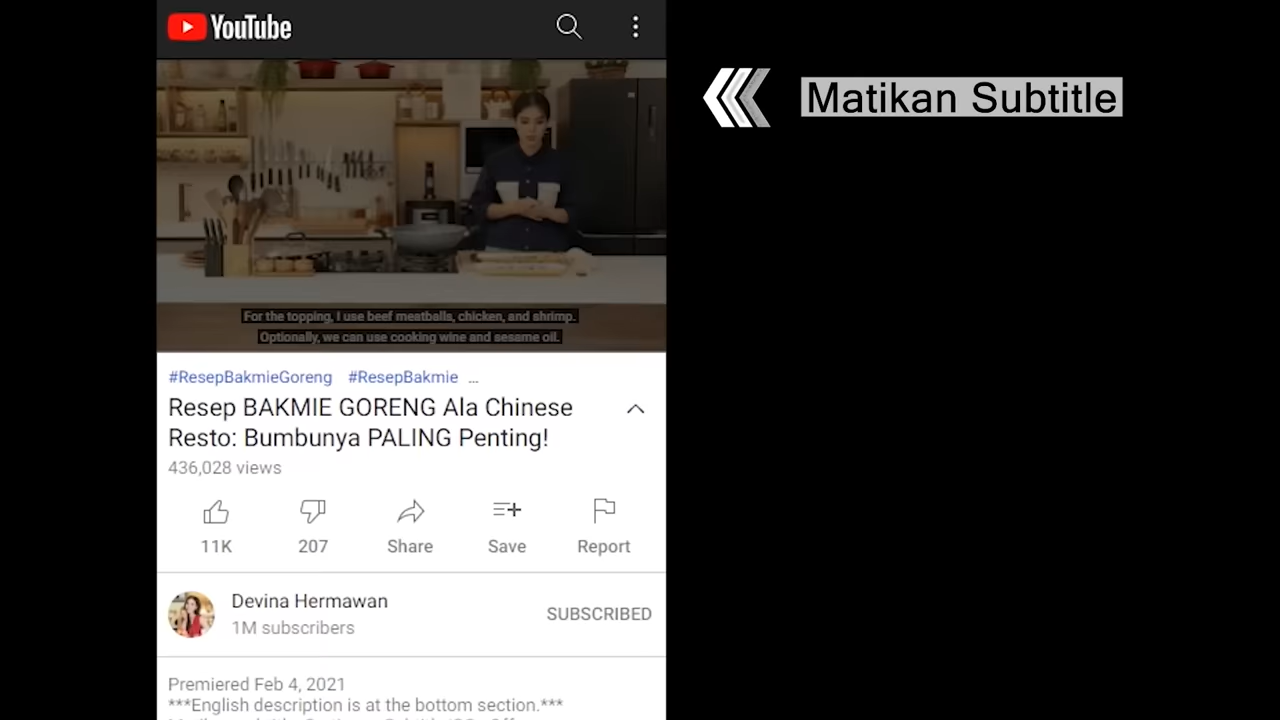 YouTube
Matikan Subtitle
For the topping, I use beef meatballs, chicken, and shrimp.
Optionally, we can use cooking wine and sesame oil.
#ResepBakmieGoreng #ResepBakmie ...
Resep BAKMIE GORENG Ala Chinese
Resto: Bumbunya PALING Penting!
436,028 views
11K 207 Share Save Report
Devina Hermawan
1M subscribers
SUBSCRIBED
Premiered Feb 4, 2021
***English description is at the bottom section.***